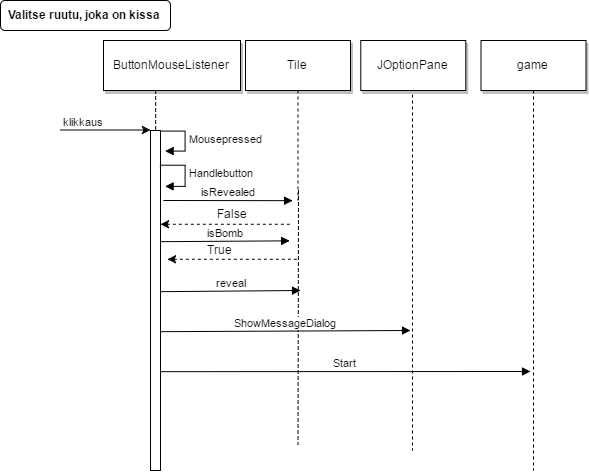 Valitse ruutu, joka on kissa
ButtonMouseListener
Tile
JOptionPane
game
klikkaus
Mousepressed
Handlebutton
isRevealed
False
isBomb
True
reveal
ShowMessageDialog
Start